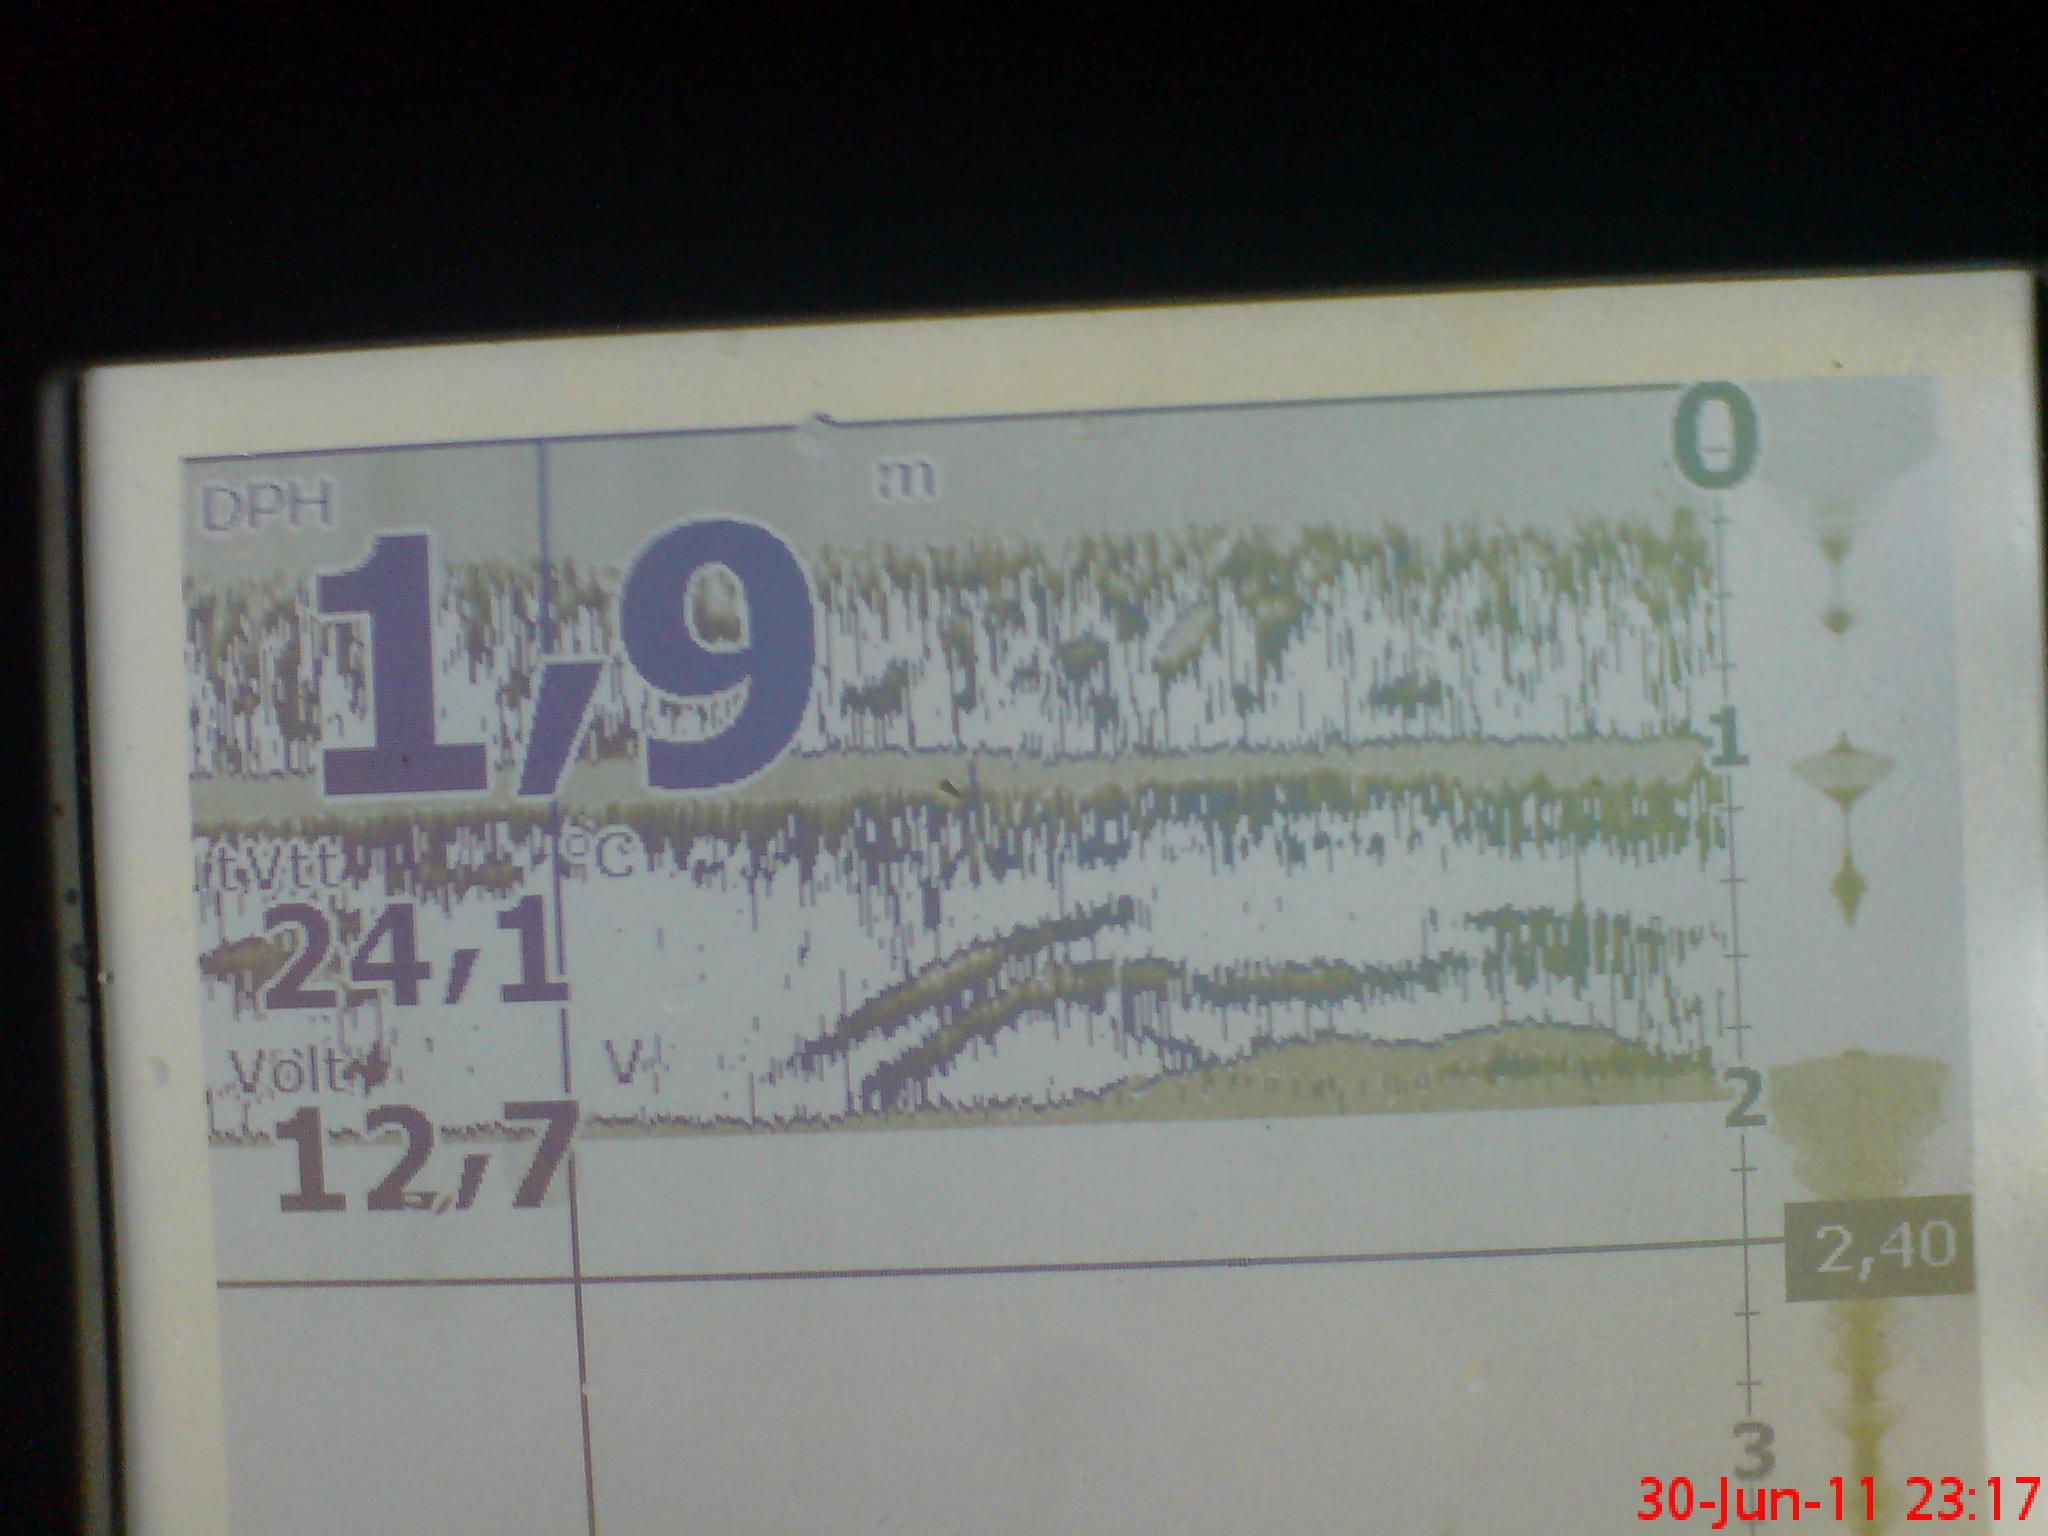 DPH
m
1,9
°C
24,1
Volt
V
12,7
0
1
2
2,40
3
30-Jun-11 23:17